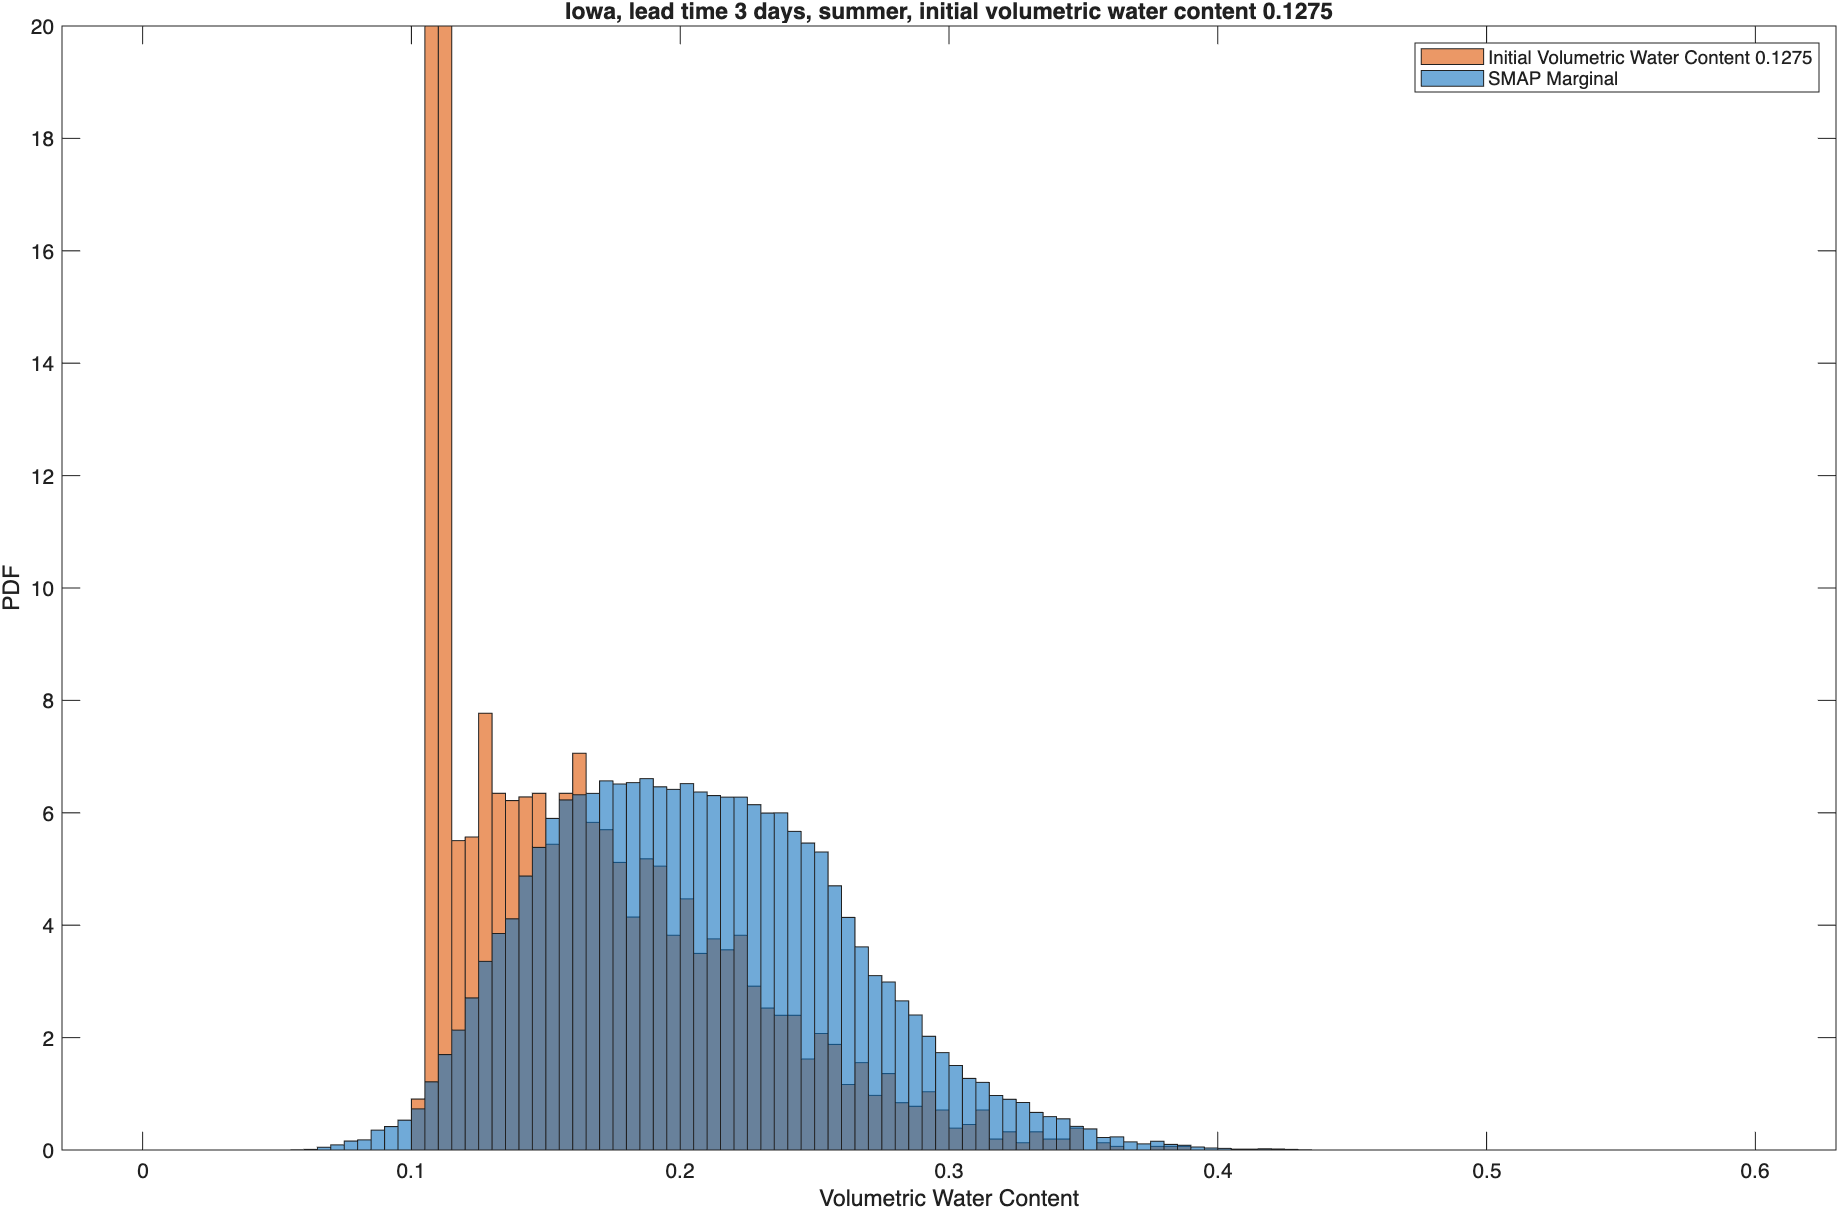 Iowa, lead time 3 days, summer, initial volumetric water content 0.1275
Initial Volumetric Water Content 0.1275
SMAP Marginal
20
18
16
14
12
10
8
6
4
2
0
PDF
0 0.1 0.2 0.3 0.4 0.5 0.6
Volumetric Water Content